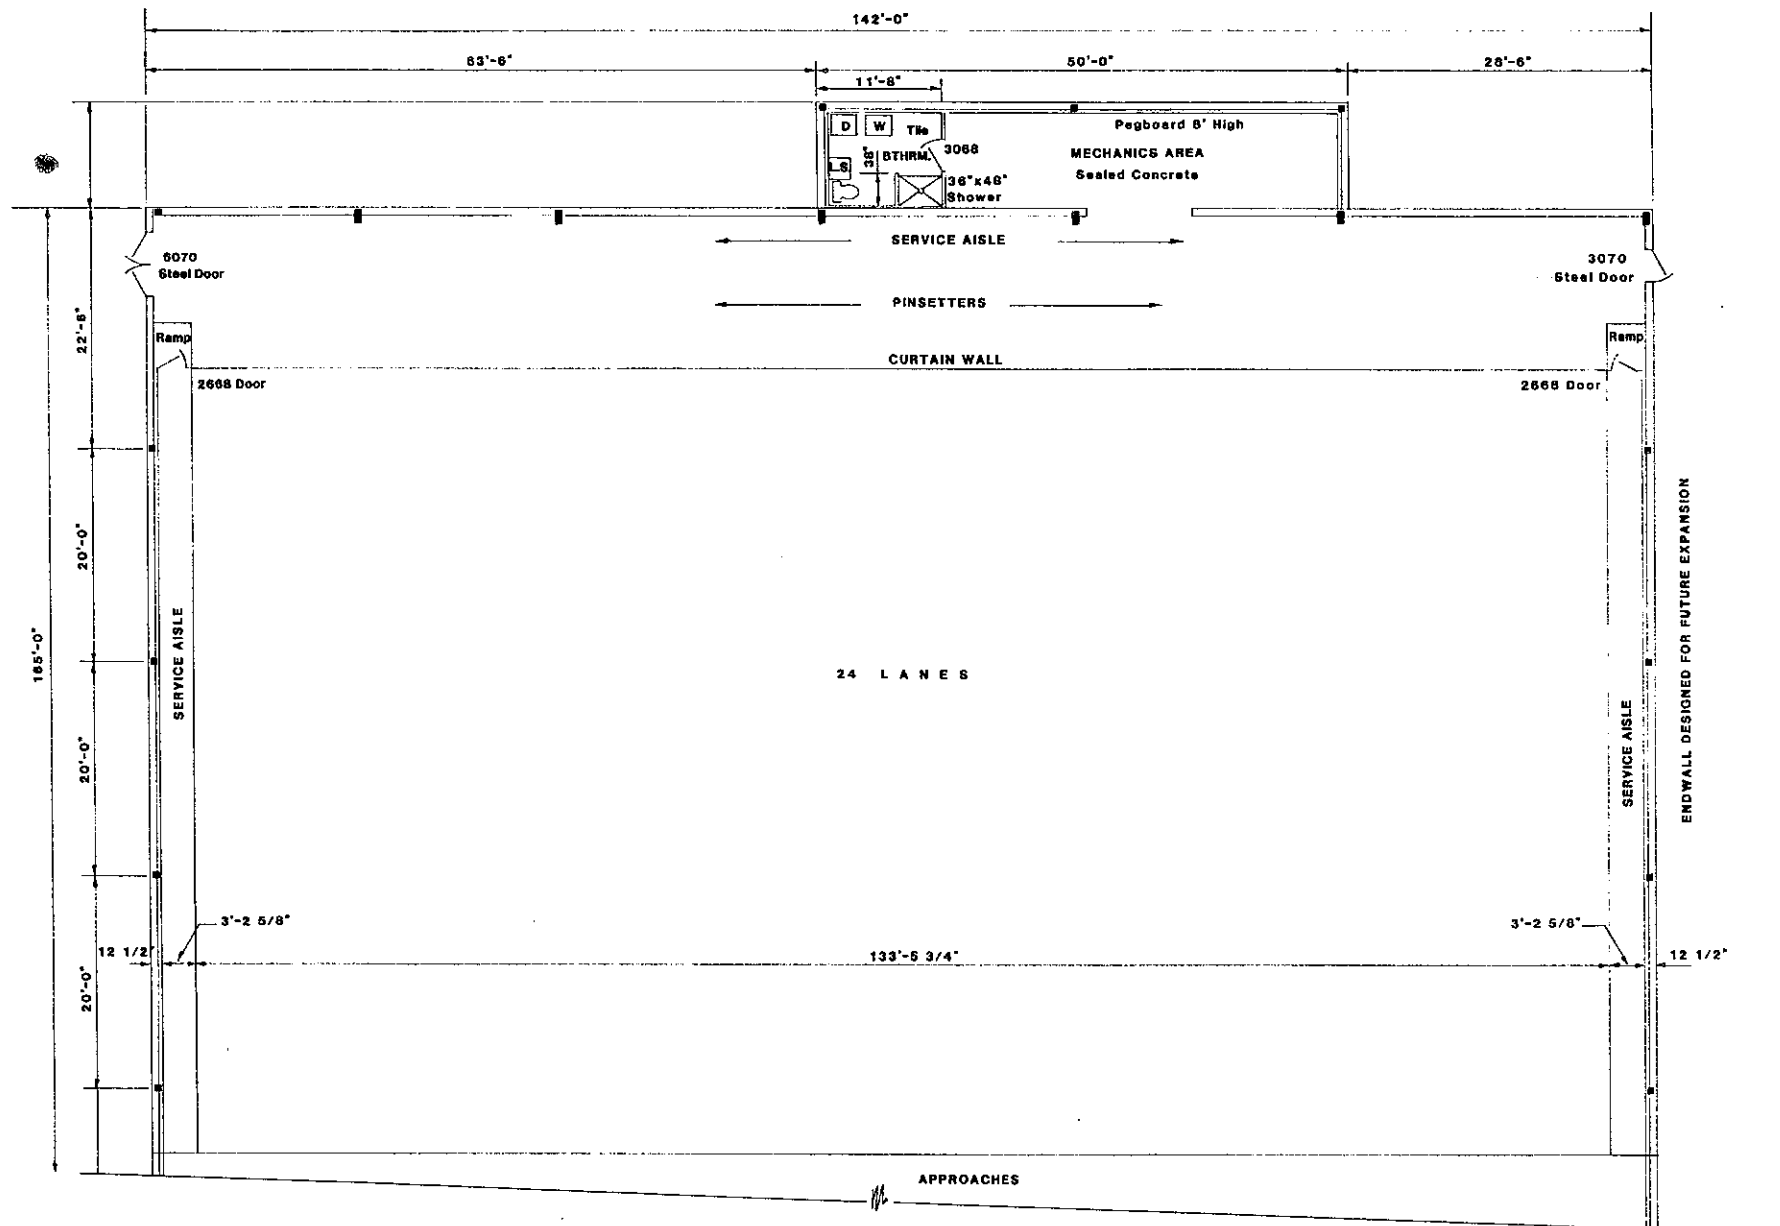 142'-0"
63'-6"
50'-0"
28'-6"
11'-8"
D
W
Tile
Pegboard 8' High
BTHRM.
3068
MECHANICS AREA
38"
LS
36"x48"
Sealed Concrete
Shower
SERVICE AISLE
6070
Steel Door
3070
Steel Door
PINSETTERS
22'-6"
Ramp
Ramp
CURTAIN WALL
2668 Door
2668 Door
20'-0"
ENDWALL DESIGNED FOR FUTURE EXPANSION
165'-0"
SERVICE AISLE
24 LANES
20'-0"
SERVICE AISLE
3'-2 5/8"
3'-2 5/8"
12 1/2"
133'-5 3/4"
12 1/2"
20'-0"
APPROACHES